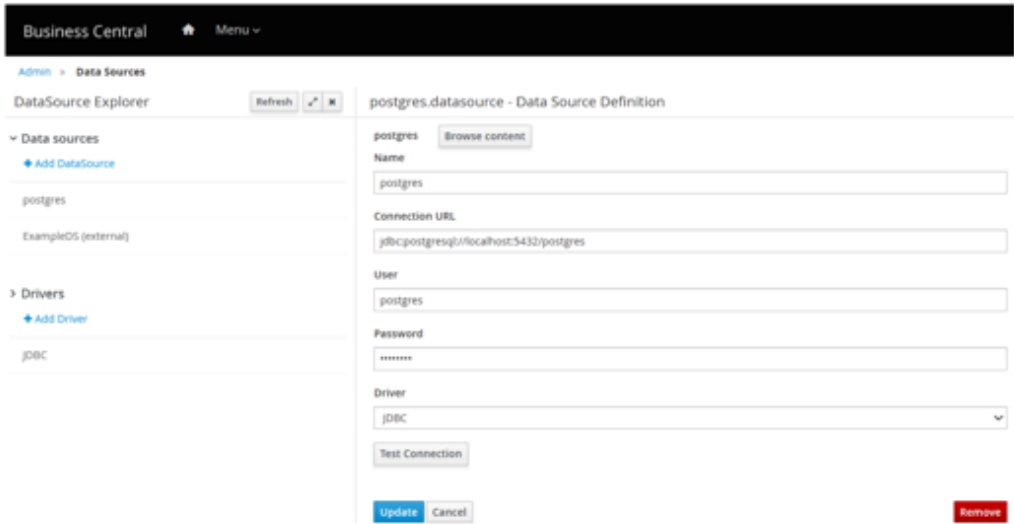 Business Central Menu
Admin » Data Sources
DataSource Explorer Refresh
Data sources
+ Add DataSource
postgres
ExampleDS (external)
Drivers
+ Add Driver
JDBC
postgres.datasource - Data Source Definition
postgres Browse content
Name
postgres
Connection URL
jdbc:postgresql://localhost:5432/postgres
User
postgres
Password
••••••••
Driver
JDBC
Test Connection
Update Cancel Remove